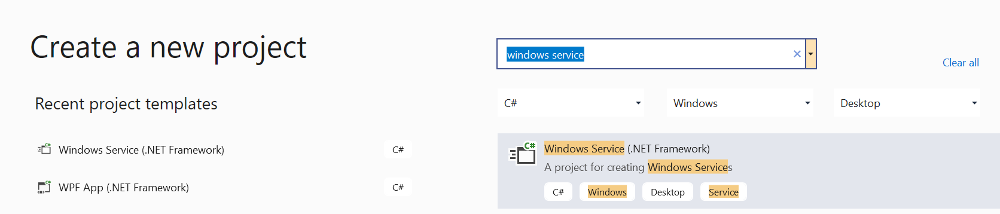 Create a new project
windows service
Clear all
Recent project templates
C#
Windows
Desktop
Windows Service (.NET Framework)
C#
WPF App (.NET Framework)
C#
C#
Windows Service (.NET Framework)
A project for creating Windows Services
C#
Windows
Desktop
Service